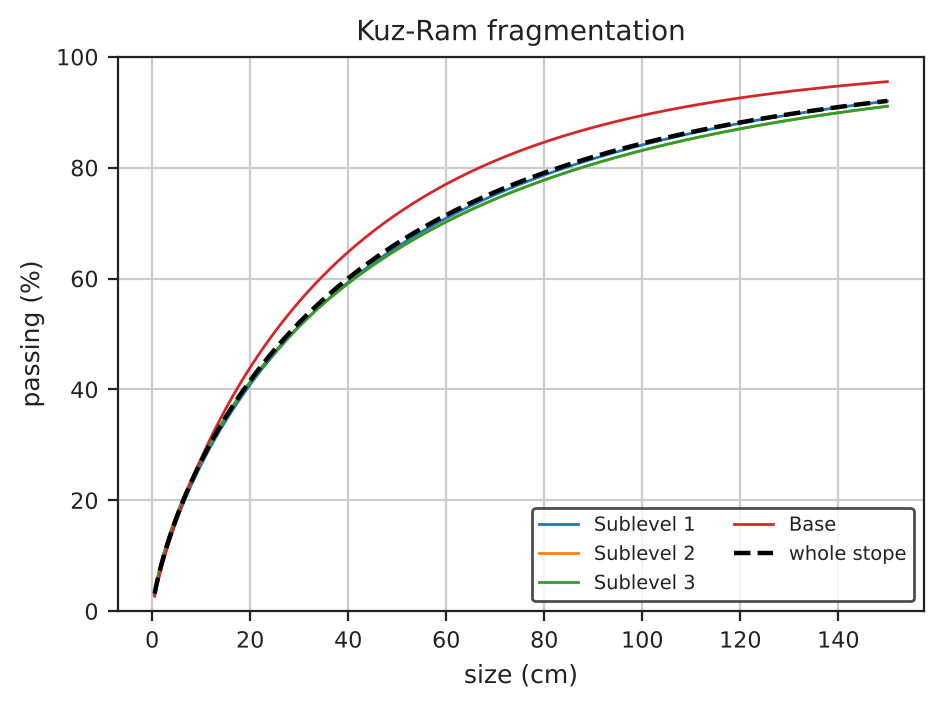 Kuz-Ram fragmentation
100
80
60
40
20
0
passing (%)
0 20 40 60 80 100 120 140
size (cm)
Sublevel 1
Sublevel 2
Sublevel 3
Base
whole stope